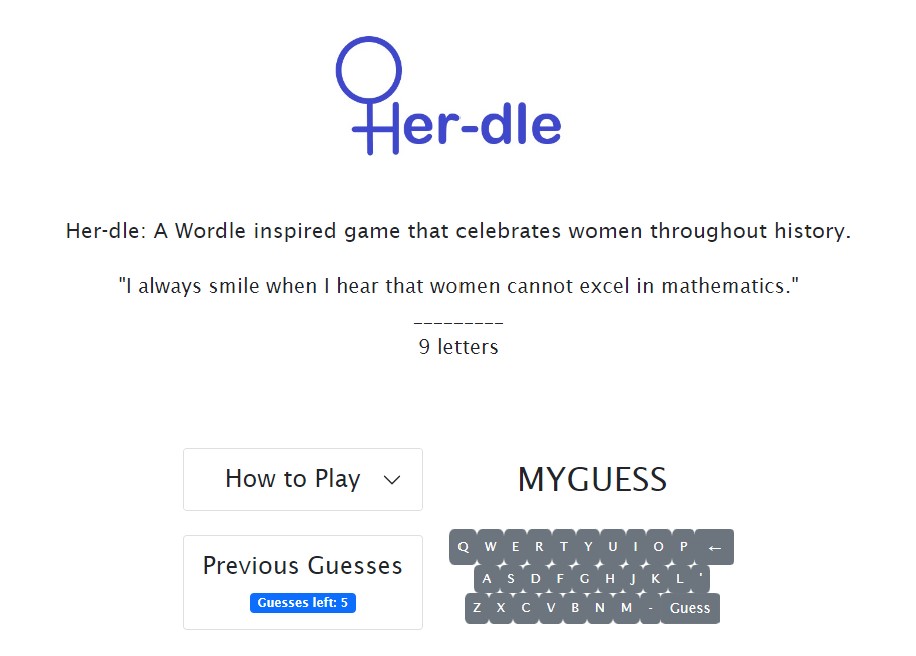 Her-dle
Her-dle: A Wordle inspired game that celebrates women throughout history.
"I always smile when I hear that women cannot excel in mathematics."
_________
9 letters
How to Play
MYGUESS
Previous Guesses
Guesses left: 5
Q W E R T Y U I O P ←
A S D F G H J K L '
Z X C V B N M - Guess